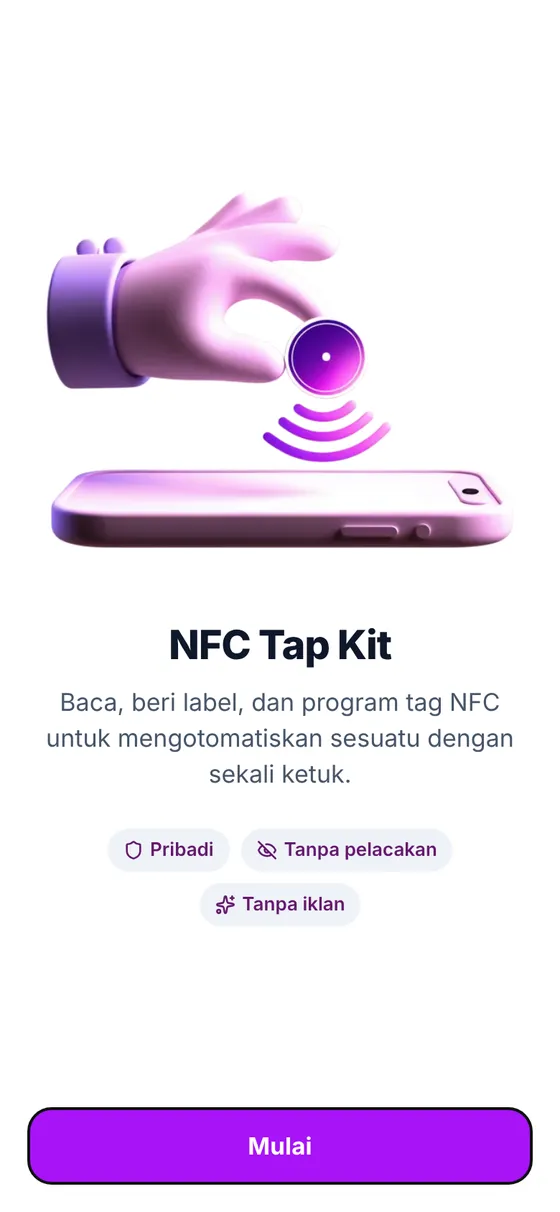 NFC Tap Kit
Baca, beri label, dan program tag NFC
untuk mengotomatiskan sesuatu dengan
sekali ketuk.
Pribadi
Tanpa pelacakan
Tanpa iklan
Mulai